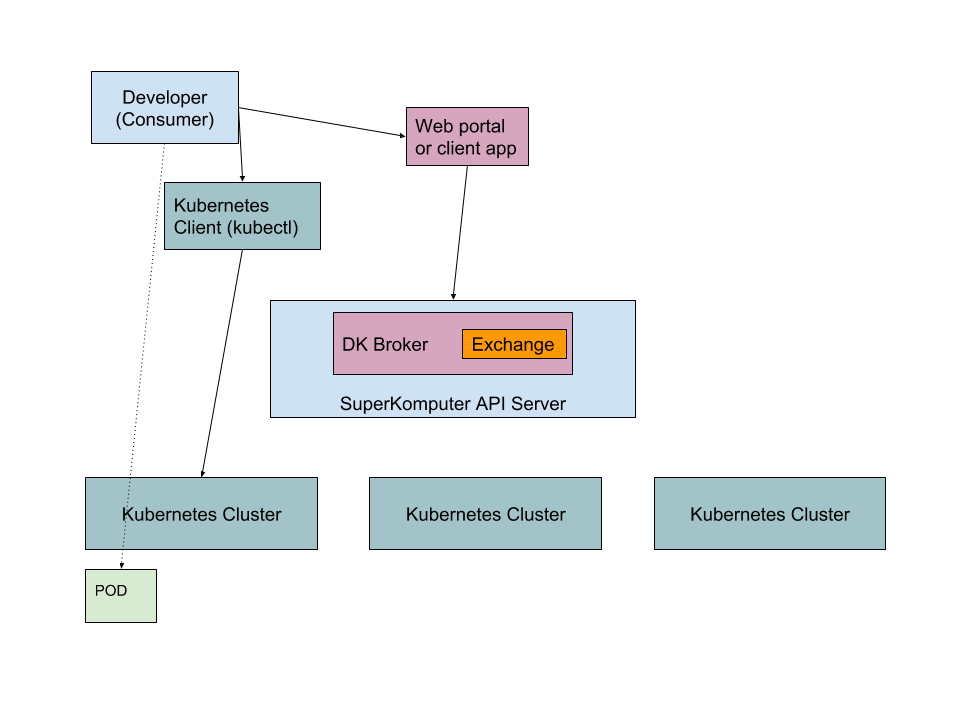 Developer
(Consumer)
Web portal
or client app
Kubernetes
Client (kubectl)
DK Broker
Exchange
SuperKomputer API Server
Kubernetes Cluster
Kubernetes Cluster
Kubernetes Cluster
POD